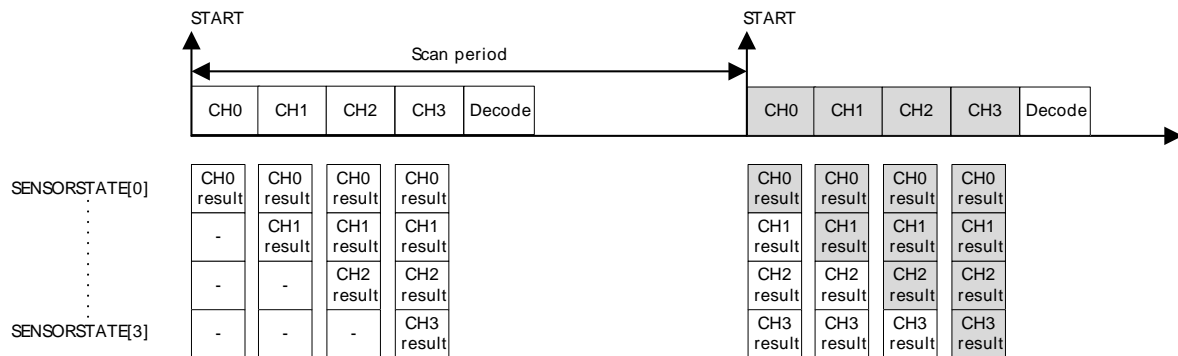 START START
Scan period
CH0 CH1 CH2 CH3 Decode CH0 CH1 CH2 CH3 Decode
SENSORSTATE[0] CH0 CH0 CH0 CH0 CH0 CH0 CH0 CH0
result result result result result result result result
- CH1 CH1 CH1 CH1 CH1 CH1 CH1
result result result result result result result
- - CH2 CH2 CH2 CH2 CH2 CH2
result result result result result result
SENSORSTATE[3] - - - CH3 CH3 CH3 CH3 CH3
result result result result result